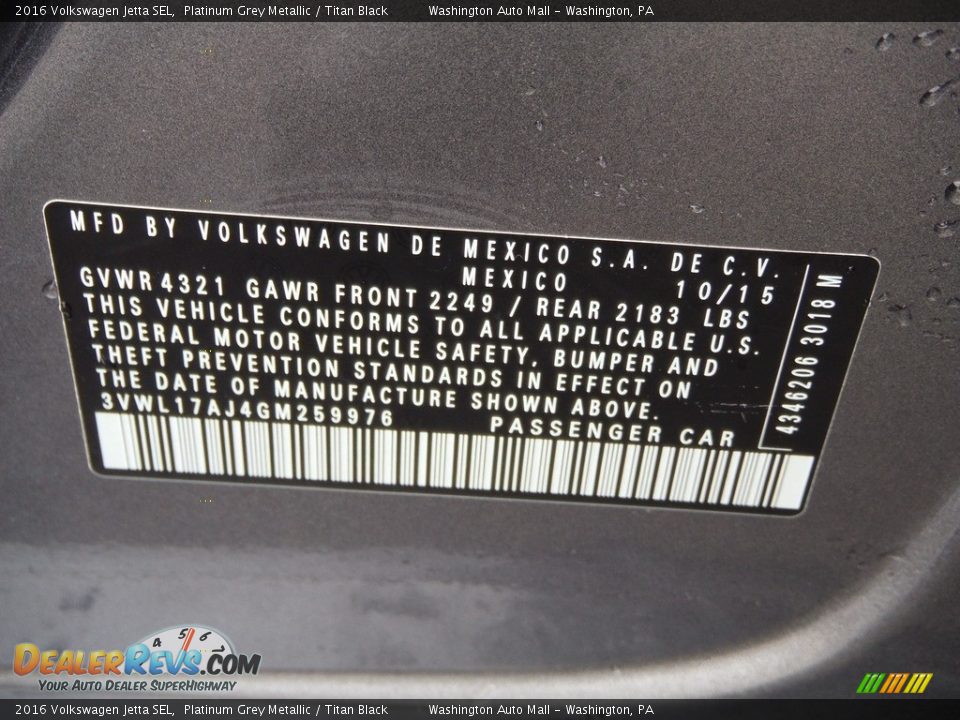 2016 Volkswagen Jetta SEL,  Platinum Grey Metallic / Titan Black          Washington Auto Mall - Washington, PA
MFD BY VOLKSWAGEN DE MEXICO S.A. DE C.V.
MEXICO 10/15
GVWR 4321 GAWR FRONT 2249 / REAR 2183 LBS
THIS VEHICLE CONFORMS TO ALL APPLICABLE U.S.
FEDERAL MOTOR VEHICLE SAFETY, BUMPER AND
THEFT PREVENTION STANDARDS IN EFFECT ON
THE DATE OF MANUFACTURE SHOWN ABOVE.
3VWL17AJ4GM259976 PASSENGER CAR
4346206 3018 M
4 5 6 7
DEALERREVS.COM
YOUR AUTO DEALER SUPERHIGHWAY
2016 Volkswagen Jetta SEL,  Platinum Grey Metallic / Titan Black          Washington Auto Mall - Washington, PA